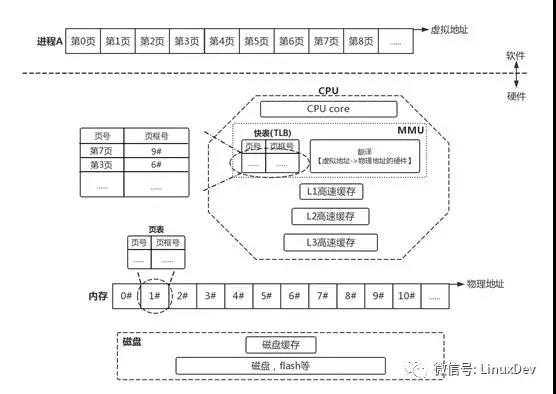 虚拟地址
进程A 第0页 第1页 第2页 第3页 第4页 第5页 第6页 第7页 第8页 ......
软件
硬件
CPU
CPU core
MMU
快表(TLB)
页号 页框号
...... ......
翻译
【虚拟地址->物理地址的硬件】
页号 页框号
第7页 9#
第3页 6#
...... ......
L1高速缓存
L2高速缓存
L3高速缓存
页表
页号 页框号
...... ......
物理地址
内存 0# 1# 2# 3# 4# 5# 6# 7# 8# 9# 10# ......
磁盘
磁盘缓存
磁盘，flash等
微信号: LinuxDev